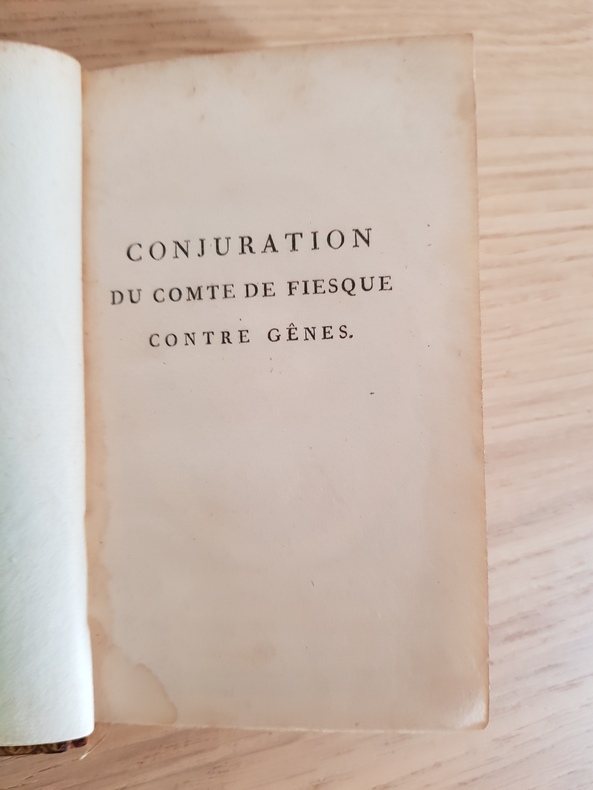 CONJURATION
DU COMTE DE FIESQUE
CONTRE GÊNES.